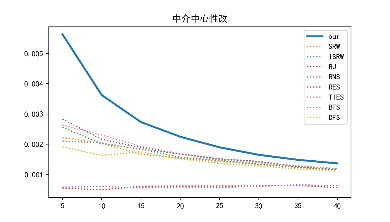 中介中心性改
0.005
0.004
0.003
0.002
0.001
5 10 15 20 25 30 35 40
our
SRW
ISRW
RJ
RNS
RES
TIES
BFS
DFS